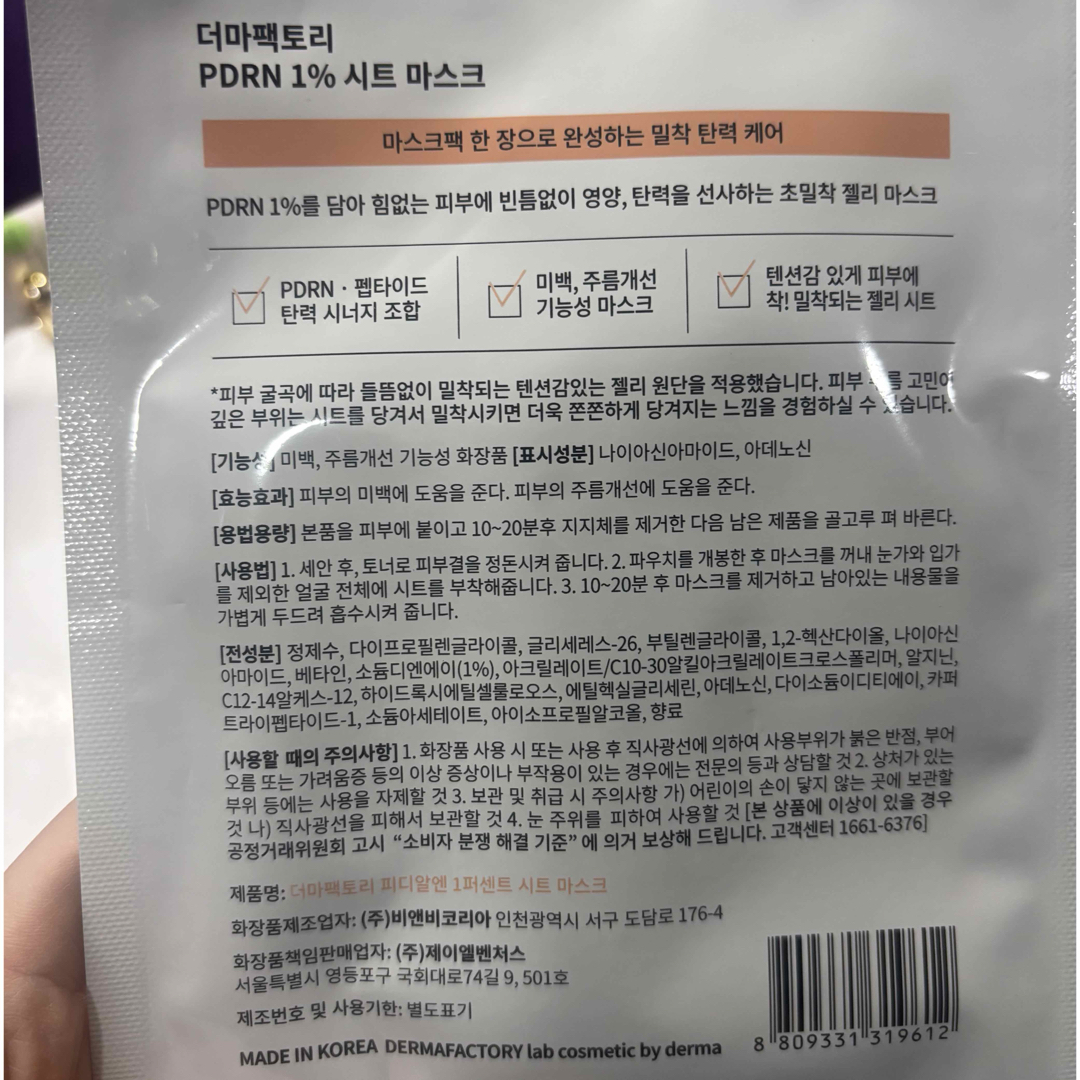 더마팩토리
PDRN 1% 시트 마스크
마스크팩 한 장으로 완성하는 밀착 탄력 케어
PDRN 1%를 담아 힘없는 피부에 빈틈없이 영양, 탄력을 선사하는 초밀착 젤리 마스크
PDRN · 펩타이드
탄력 시너지 조합
미백, 주름개선
기능성 마스크
텐션감 있게 피부에
착! 밀착되는 젤리 시트
*피부 굴곡에 따라 들뜸없이 밀착되는 텐션감있는 젤리 원단을 적용했습니다. 피부 고민이
깊은 부위는 시트를 당겨서 밀착시키면 더욱 쫀쫀하게 당겨지는 느낌을 경험하실 수 있습니다.
[기능성] 미백, 주름개선 기능성 화장품 [표시성분] 나이아신아마이드, 아데노신
[효능효과] 피부의 미백에 도움을 준다. 피부의 주름개선에 도움을 준다.
[용법용량] 본품을 피부에 붙이고 10~20분후 지지체를 제거한 다음 남은 제품을 골고루 펴 바른다.
[사용법] 1. 세안 후, 토너로 피부결을 정돈시켜 줍니다. 2. 파우치를 개봉한 후 마스크를 꺼내 눈가와 입가
를 제외한 얼굴 전체에 시트를 부착해줍니다. 3. 10~20분 후 마스크를 제거하고 남아있는 내용물을
가볍게 두드려 흡수시켜 줍니다.
[전성분] 정제수, 다이프로필렌글라이콜, 글리세레스-26, 부틸렌글라이콜, 1,2-헥산다이올, 나이아신
아마이드, 베타인, 소듐디엔에이(1%), 아크릴레이트/C10-30알킬아크릴레이트크로스폴리머, 알지닌,
C12-14알케스-12, 하이드록시에틸셀룰로오스, 에틸헥실글리세린, 아데노신, 다이소듐이디티에이, 카퍼
트라이펩타이드-1, 소듐아세테이트, 아이소프로필알코올, 향료
[사용할 때의 주의사항] 1. 화장품 사용 시 또는 사용 후 직사광선에 의하여 사용부위가 붉은 반점, 부어
오름 또는 가려움증 등의 이상 증상이나 부작용이 있는 경우에는 전문의 등과 상담할 것 2. 상처가 있는
부위 등에는 사용을 자제할 것 3. 보관 및 취급 시 주의사항 가) 어린이의 손이 닿지 않는 곳에 보관할
것 나) 직사광선을 피해서 보관할 것 4. 눈 주위를 피하여 사용할 것 [본 상품에 이상이 있을 경우
공정거래위원회 고시 “소비자 분쟁 해결 기준” 에 의거 보상해 드립니다. 고객센터 1661-6376]
제품명: 더마팩토리 피디알엔 1퍼센트 시트 마스크
화장품제조업자: (주)비앤비코리아 인천광역시 서구 도담로 176-4
화장품책임판매업자: (주)제이엘벤처스
서울특별시 영등포구 국회대로74길 9, 501호
제조번호 및 사용기한: 별도표기
MADE IN KOREA DERMAFACTORY lab cosmetic by derma
8 809331 319612